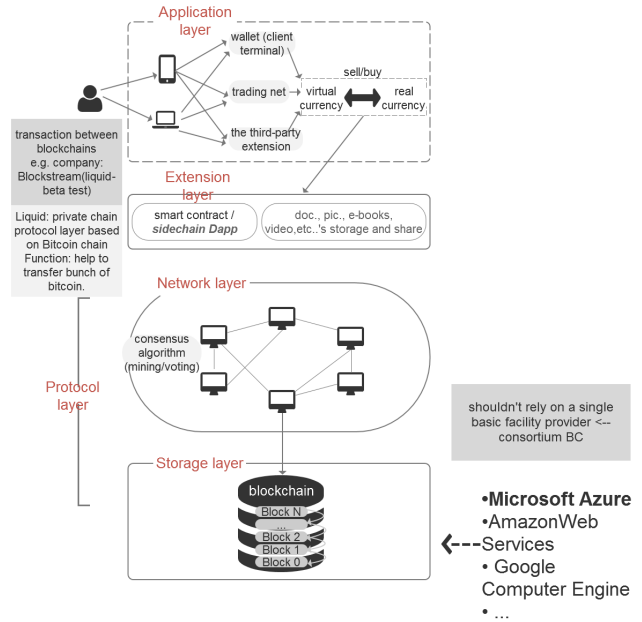 Application
layer
wallet (client
terminal)
trading net
the third-party
extension
sell/buy
virtual
currency
real
currency
transaction between
blockchains
e.g. company:
Blockstream(liquid-
beta test)
Liquid: private chain
protocol layer based
on Bitcoin chain
Function: help to
transfer bunch of
bitcoin.
Extension
layer
smart contract /
sidechain Dapp
doc., pic., e-books,
video,etc..'s storage and share
Network layer
consensus
algorithm
(mining/voting)
Protocol
layer
shouldn't rely on a single
basic facility provider <--
consortium BC
Storage layer
blockchain
Block N
...
Block 2
Block 1
Block 0
•Microsoft Azure
•AmazonWeb
Services
• Google
Computer Engine
• ...